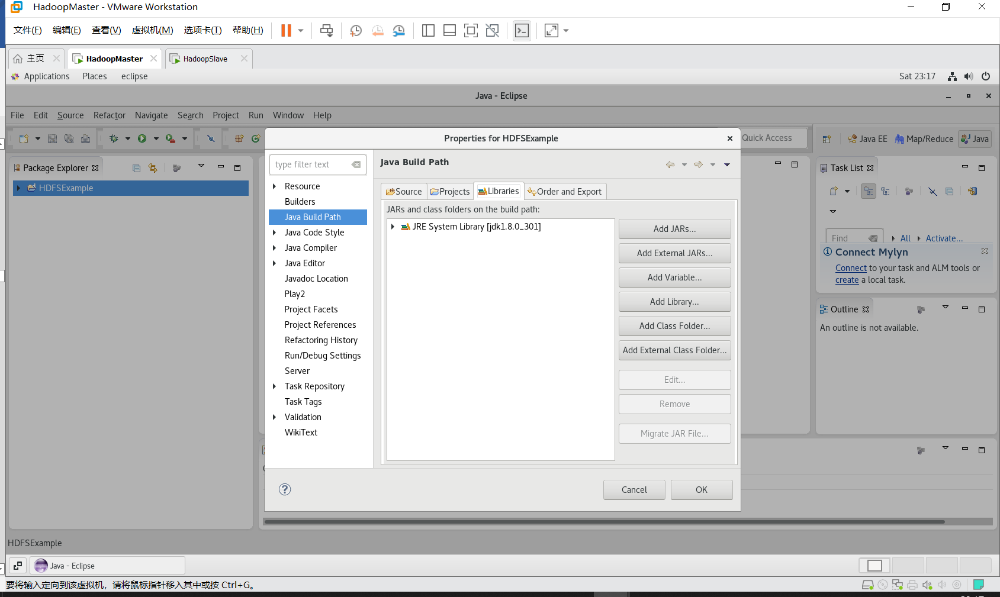 HadoopMaster - VMware Workstation
文件(F) 编辑(E) 查看(V) 虚拟机(M) 选项卡(T) 帮助(H)
主页 HadoopMaster HadoopSlave
Applications Places eclipse Sat 23:17
Java - Eclipse
File Edit Source Refactor Navigate Search Project Run Window Help
Quick Access Java EE Map/Reduce Java
Package Explorer
HDFSExample
Properties for HDFSExample
type filter text
Resource
Builders
Java Build Path
Java Code Style
Java Compiler
Java Editor
Javadoc Location
Play2
Project Facets
Project References
Refactoring History
Run/Debug Settings
Server
Task Repository
Task Tags
Validation
WikiText
Java Build Path
Source Projects Libraries Order and Export
JARs and class folders on the build path:
JRE System Library [jdk1.8.0_301]
Add JARs...
Add External JARs...
Add Variable...
Add Library...
Add Class Folder...
Add External Class Folder...
Edit...
Remove
Migrate JAR File...
Cancel OK
Task List
Find All Activate...
Connect Mylyn
Connect to your task and ALM tools or
create a local task.
Outline
An outline is not available.
HDFSExample
Java - Eclipse
要将输入定向到该虚拟机，请将鼠标指针移入其中或按 Ctrl+G。